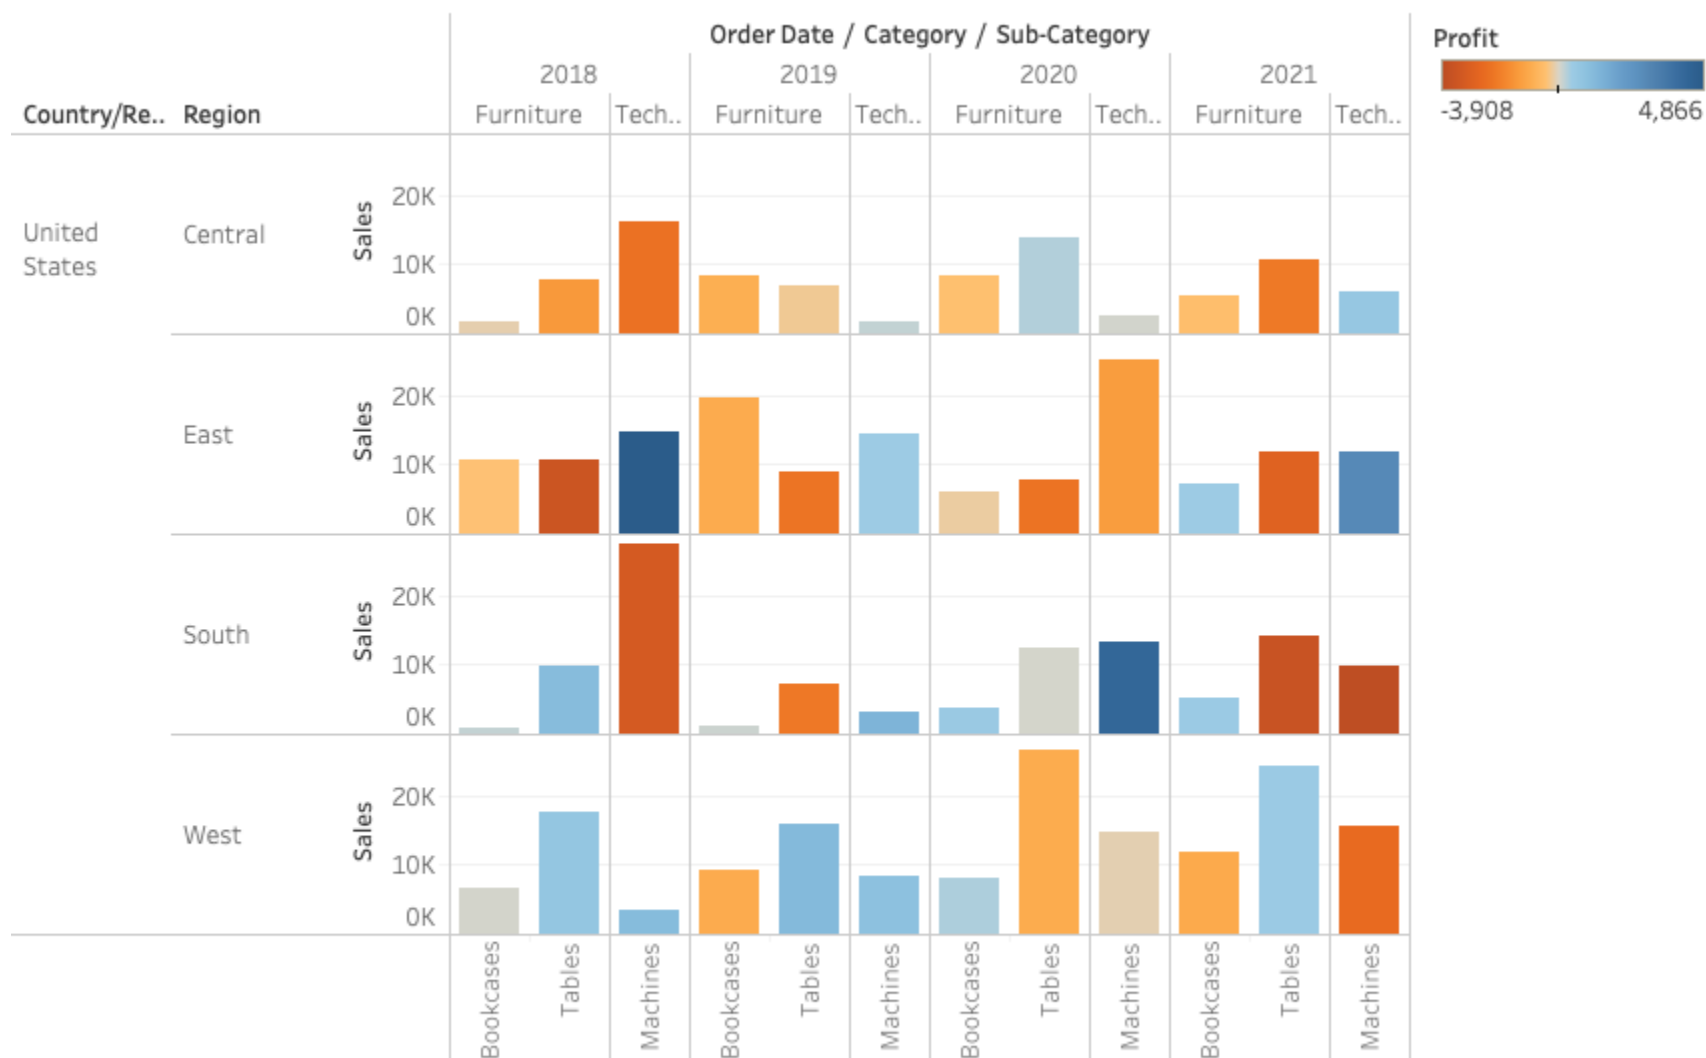 Order Date / Category / Sub-Category
Profit
2018 2019 2020 2021
-3,908 4,866
Country/Re.. Region Furniture Tech.. Furniture Tech.. Furniture Tech.. Furniture Tech..
United States
Central
Sales
20K
10K
0K
East
Sales
20K
10K
0K
South
Sales
20K
10K
0K
West
Sales
20K
10K
0K
Bookcases Tables Machines Bookcases Tables Machines Bookcases Tables Machines Bookcases Tables Machines